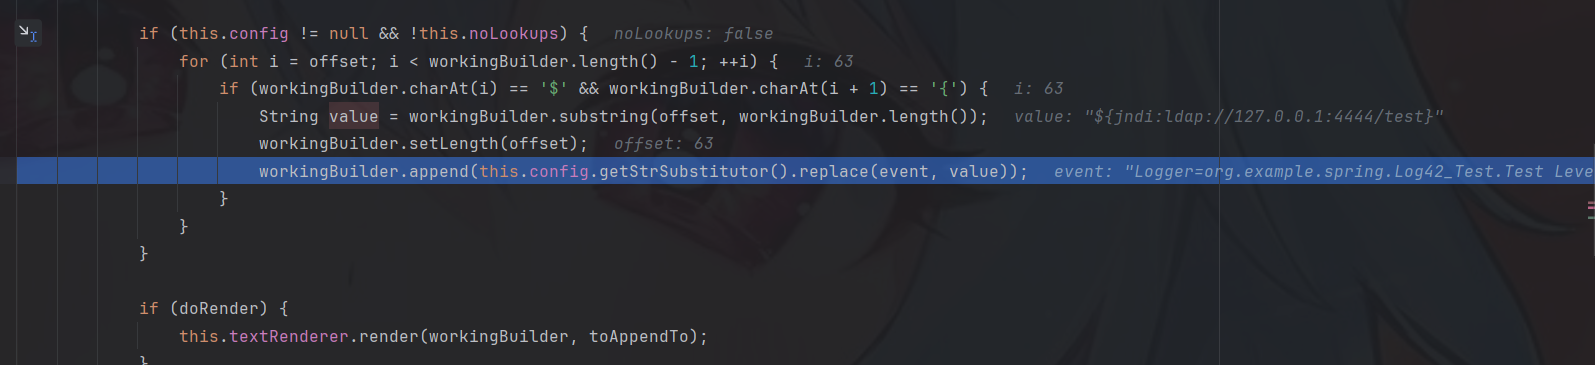 if (this.config != null && !this.noLookups) { noLookups: false
for (int i = offset; i < workingBuilder.length() - 1; ++i) { i: 63
if (workingBuilder.charAt(i) == '$' && workingBuilder.charAt(i + 1) == '{') { i: 63
String value = workingBuilder.substring(offset, workingBuilder.length()); value: "${jndi:ldap://127.0.0.1:4444/test}"
workingBuilder.setLength(offset); offset: 63
workingBuilder.append(this.config.getStrSubstitutor().replace(event, value)); event: "Logger=org.example.spring.Log42_Test.Test Leve
}
}
}
if (doRender) {
this.textRenderer.render(workingBuilder, toAppendTo);
}